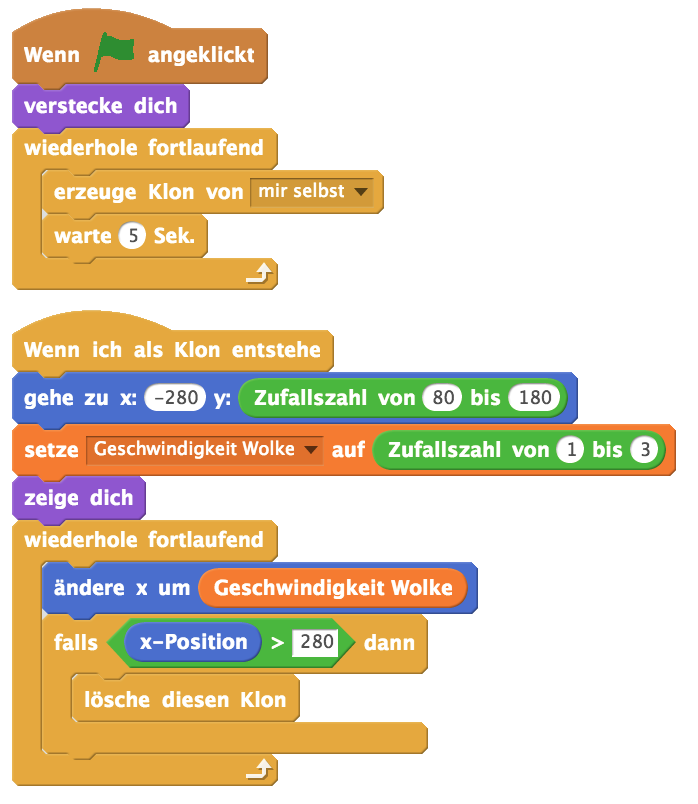 Wenn angeklickt
verstecke dich
wiederhole fortlaufend
erzeuge Klon von mir selbst
warte 5 Sek.
Wenn ich als Klon entstehe
gehe zu x: -280 y: Zufallszahl von 80 bis 180
setze Geschwindigkeit Wolke auf Zufallszahl von 1 bis 3
zeige dich
wiederhole fortlaufend
ändere x um Geschwindigkeit Wolke
falls x-Position > 280 dann
lösche diesen Klon